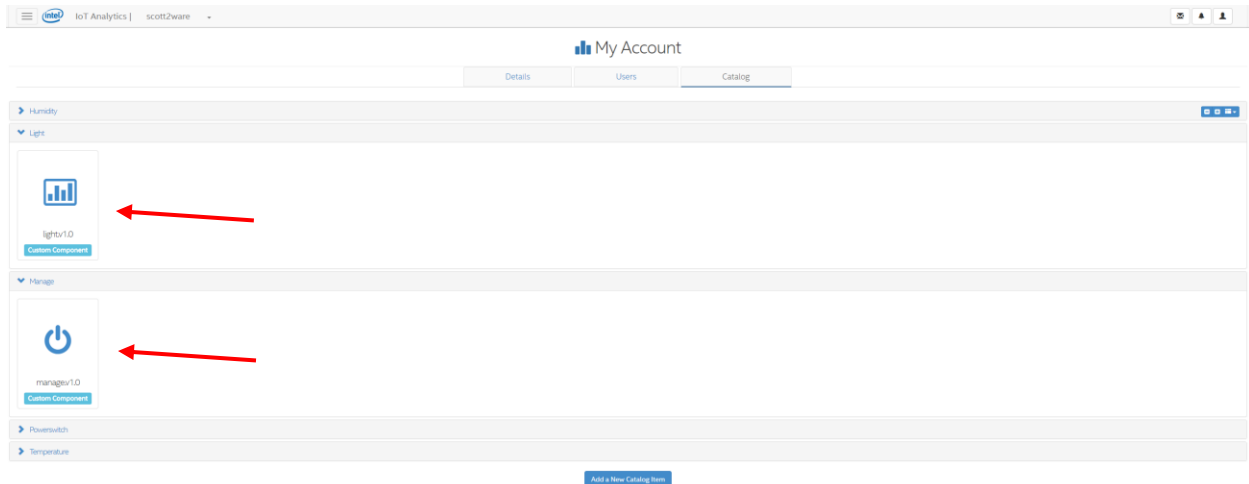 intel IoT Analytics | scott2ware
My Account
Details Users Catalog
Humidity
Light
light.v1.0
Custom Component
Manage
manage.v1.0
Custom Component
Powerswitch
Temperature
Add a New Catalog Item